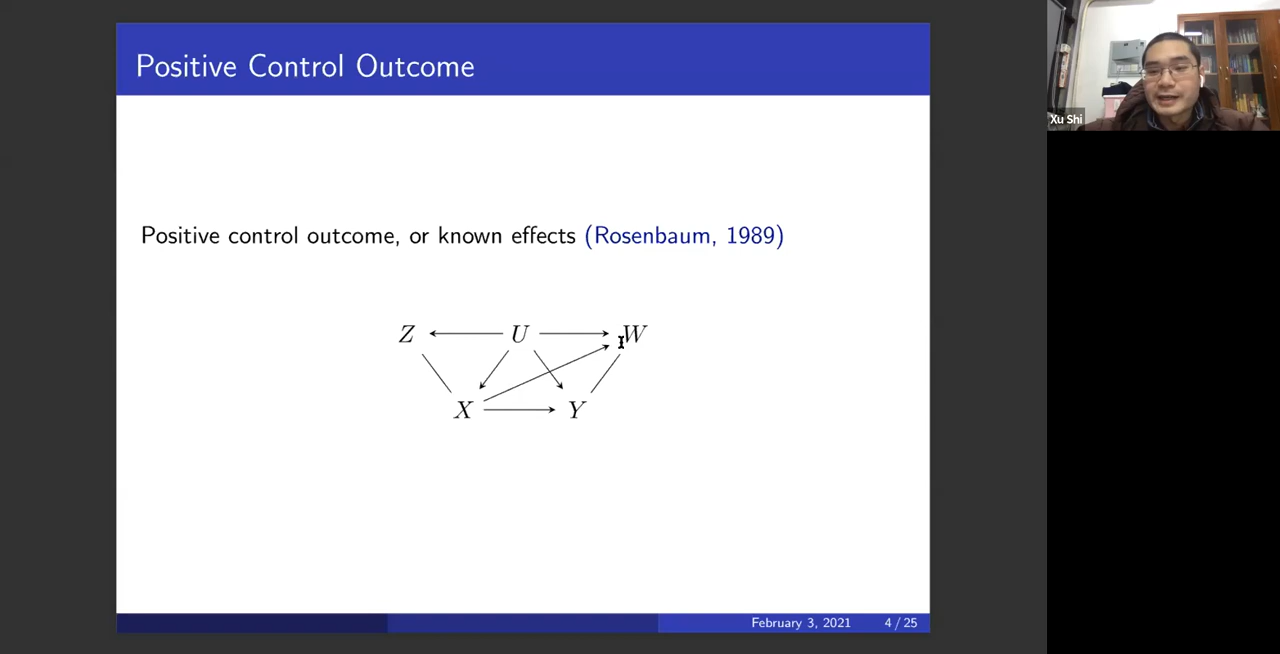 Positive Control Outcome
Xu Shi
Positive control outcome, or known effects (Rosenbaum, 1989)
Z U W
X Y
February 3, 2021 4 / 25